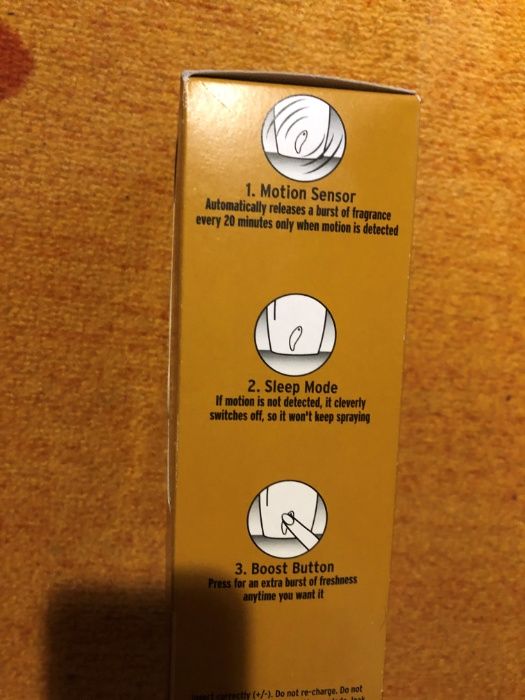 1. Motion Sensor
Automatically releases a burst of fragrance
every 20 minutes only when motion is detected
2. Sleep Mode
If motion is not detected, it cleverly
switches off, so it won't keep spraying
3. Boost Button
Press for an extra burst of freshness
anytime you want it
Insert correctly (+/-). Do not re-charge. Do not